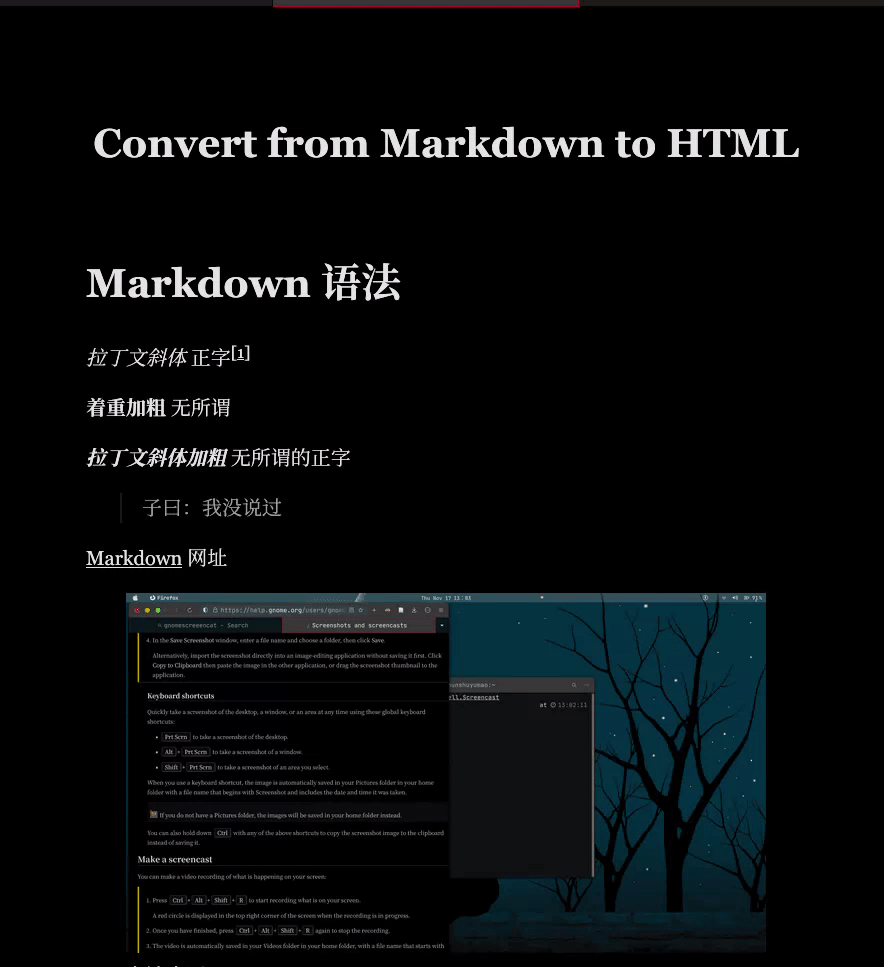 Convert from Markdown to HTML
Markdown 语法
拉丁文斜体 正字[1]
着重加粗 无所谓
拉丁文斜体加粗 无所谓的正字
子曰：我没说过
Markdown 网址
Firefox
Thu Nov 17 13:03
91%
https://help.gnome.org/users/gnome
gnomescreeencat - Search
Screenshots and screencasts
4. In the Save Screenshot window, enter a file name and choose a folder, then click Save.
Alternatively, import the screenshot directly into an image-editing application without saving it first. Click
Copy to Clipboard then paste the image in the other application, or drag the screenshot thumbnail to the
application.
ell.Screencast
at 13:02:11
Keyboard shortcuts
Quickly take a screenshot of the desktop, a window, or an area at any time using these global keyboard
shortcuts:
• Prt Scrn to take a screenshot of the desktop.
• Alt + Prt Scrn to take a screenshot of a window.
• Shift + Prt Scrn to take a screenshot of an area you select.
When you use a keyboard shortcut, the image is automatically saved in your Pictures folder in your home
folder with a file name that begins with Screenshot and includes the date and time it was taken.
If you do not have a Pictures folder, the images will be saved in your home folder instead.
You can also hold down Ctrl with any of the above shortcuts to copy the screenshot image to the clipboard
instead of saving it.
Make a screencast
You can make a video recording of what is happening on your screen:
1. Press Ctrl + Alt + Shift + R to start recording what is on your screen.
A red circle is displayed in the top right corner of the screen when the recording is in progress.
2. Once you have finished, press Ctrl + Alt + Shift + R again to stop the recording.
3. The video is automatically saved in your Videos folder in your home folder, with a file name that starts with